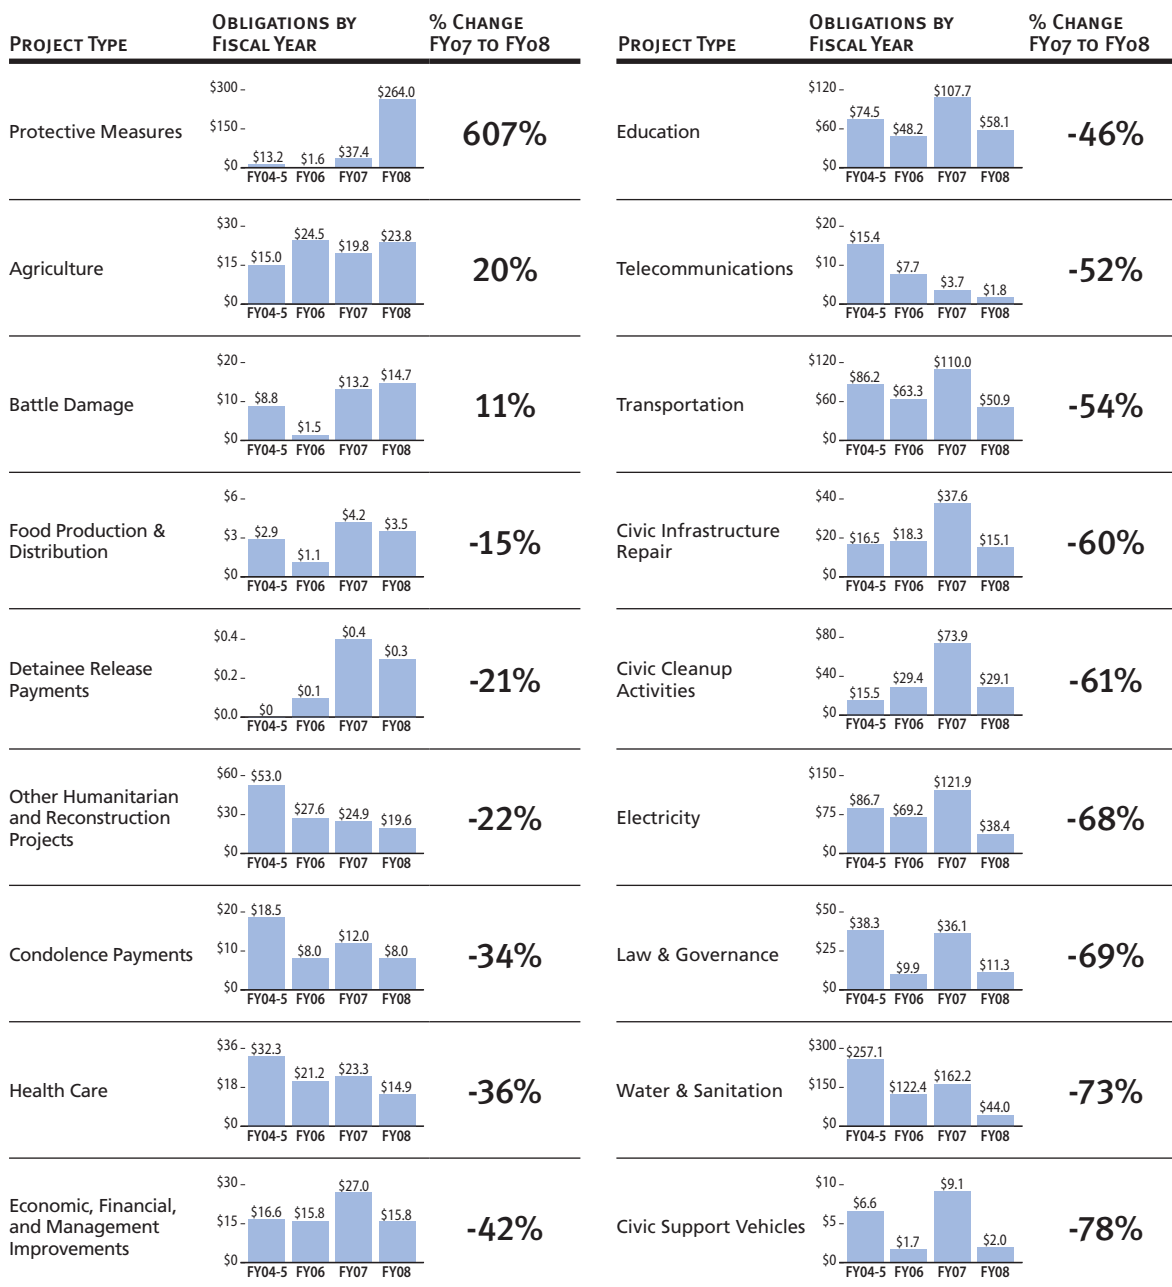 PROJECT TYPE
OBLIGATIONS BY
FISCAL YEAR
% CHANGE
FY07 TO FY08
Protective Measures
$300
$150
$0
$13.2 $1.6 $37.4 $264.0
FY04-5 FY06 FY07 FY08
607%
Agriculture
$30
$15
$0
$15.0 $24.5 $19.8 $23.8
FY04-5 FY06 FY07 FY08
20%
Battle Damage
$20
$10
$0
$8.8 $1.5 $13.2 $14.7
FY04-5 FY06 FY07 FY08
11%
Food Production &
Distribution
$6
$3
$0
$2.9 $1.1 $4.2 $3.5
FY04-5 FY06 FY07 FY08
-15%
Detainee Release
Payments
$0.4
$0.2
$0.0
$0 $0.1 $0.4 $0.3
FY04-5 FY06 FY07 FY08
-21%
Other Humanitarian
and Reconstruction
Projects
$60
$30
$0
$53.0 $27.6 $24.9 $19.6
FY04-5 FY06 FY07 FY08
-22%
Condolence Payments
$20
$10
$0
$18.5 $8.0 $12.0 $8.0
FY04-5 FY06 FY07 FY08
-34%
Health Care
$36
$18
$0
$32.3 $21.2 $23.3 $14.9
FY04-5 FY06 FY07 FY08
-36%
Economic, Financial,
and Management
Improvements
$30
$15
$0
$16.6 $15.8 $27.0 $15.8
FY04-5 FY06 FY07 FY08
-42%
PROJECT TYPE
OBLIGATIONS BY
FISCAL YEAR
% CHANGE
FY07 TO FY08
Education
$120
$60
$0
$74.5 $48.2 $107.7 $58.1
FY04-5 FY06 FY07 FY08
-46%
Telecommunications
$20
$10
$0
$15.4 $7.7 $3.7 $1.8
FY04-5 FY06 FY07 FY08
-52%
Transportation
$120
$60
$0
$86.2 $63.3 $110.0 $50.9
FY04-5 FY06 FY07 FY08
-54%
Civic Infrastructure
Repair
$40
$20
$0
$16.5 $18.3 $37.6 $15.1
FY04-5 FY06 FY07 FY08
-60%
Civic Cleanup
Activities
$80
$40
$0
$15.5 $29.4 $73.9 $29.1
FY04-5 FY06 FY07 FY08
-61%
Electricity
$150
$75
$0
$86.7 $69.2 $121.9 $38.4
FY04-5 FY06 FY07 FY08
-68%
Law & Governance
$50
$25
$0
$38.3 $9.9 $36.1 $11.3
FY04-5 FY06 FY07 FY08
-69%
Water & Sanitation
$300
$150
$0
$257.1 $122.4 $162.2 $44.0
FY04-5 FY06 FY07 FY08
-73%
Civic Support Vehicles
$10
$5
$0
$6.6 $1.7 $9.1 $2.0
FY04-5 FY06 FY07 FY08
-78%